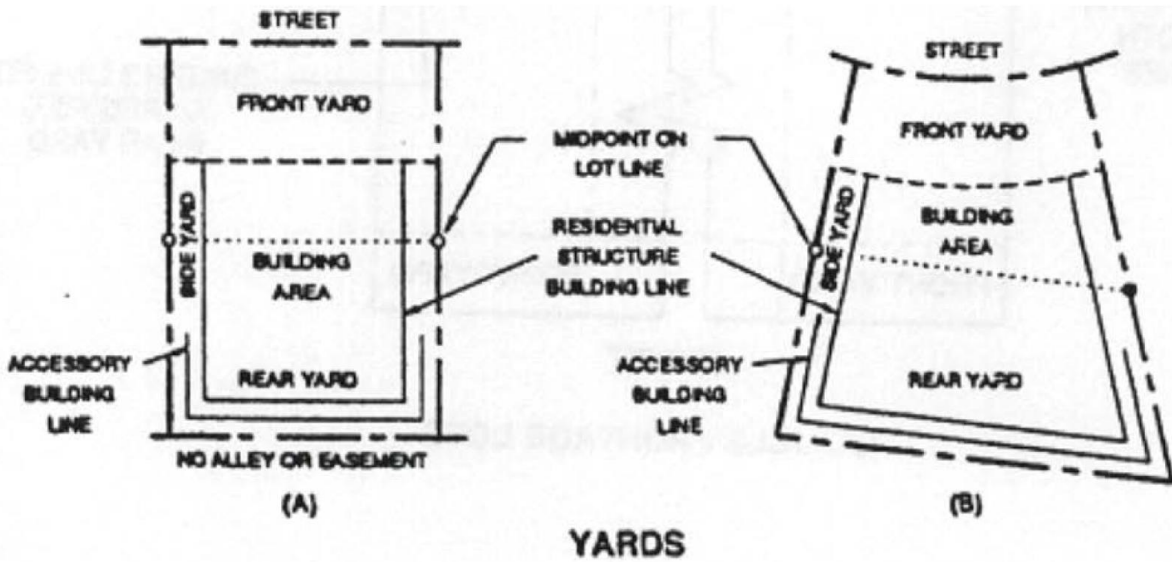 STREET
FRONT YARD
SIDE YARD
BUILDING
AREA
REAR YARD
ACCESSORY
BUILDING
LINE
NO ALLEY OR EASEMENT
(A)
MIDPOINT ON
LOT LINE
RESIDENTIAL
STRUCTURE
BUILDING LINE
STREET
FRONT YARD
SIDE YARD
BUILDING
AREA
REAR YARD
ACCESSORY
BUILDING
LINE
(B)
YARDS